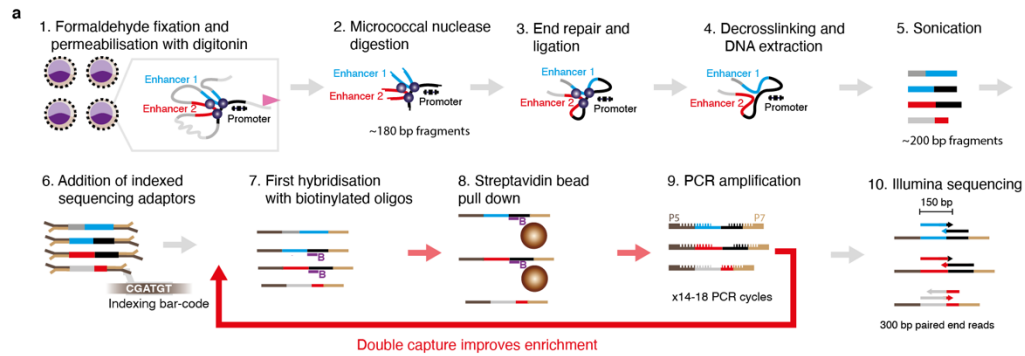 a
1. Formaldehyde fixation and
permeabilisation with digitonin
Enhancer 1
Enhancer 2
Promoter
2. Micrococcal nuclease
digestion
Enhancer 1
Enhancer 2
Promoter
~180 bp fragments
3. End repair and
ligation
Enhancer 1
Enhancer 2
Promoter
4. Decrosslinking and
DNA extraction
Enhancer 1
Enhancer 2
Promoter
5. Sonication
~200 bp fragments
6. Addition of indexed
sequencing adaptors
CGATGT
Indexing bar-code
7. First hybridisation
with biotinylated oligos
B
B
8. Streptavidin bead
pull down
B
B
9. PCR amplification
P5 P7
x14-18 PCR cycles
10. Illumina sequencing
150 bp
300 bp paired end reads
Double capture improves enrichment